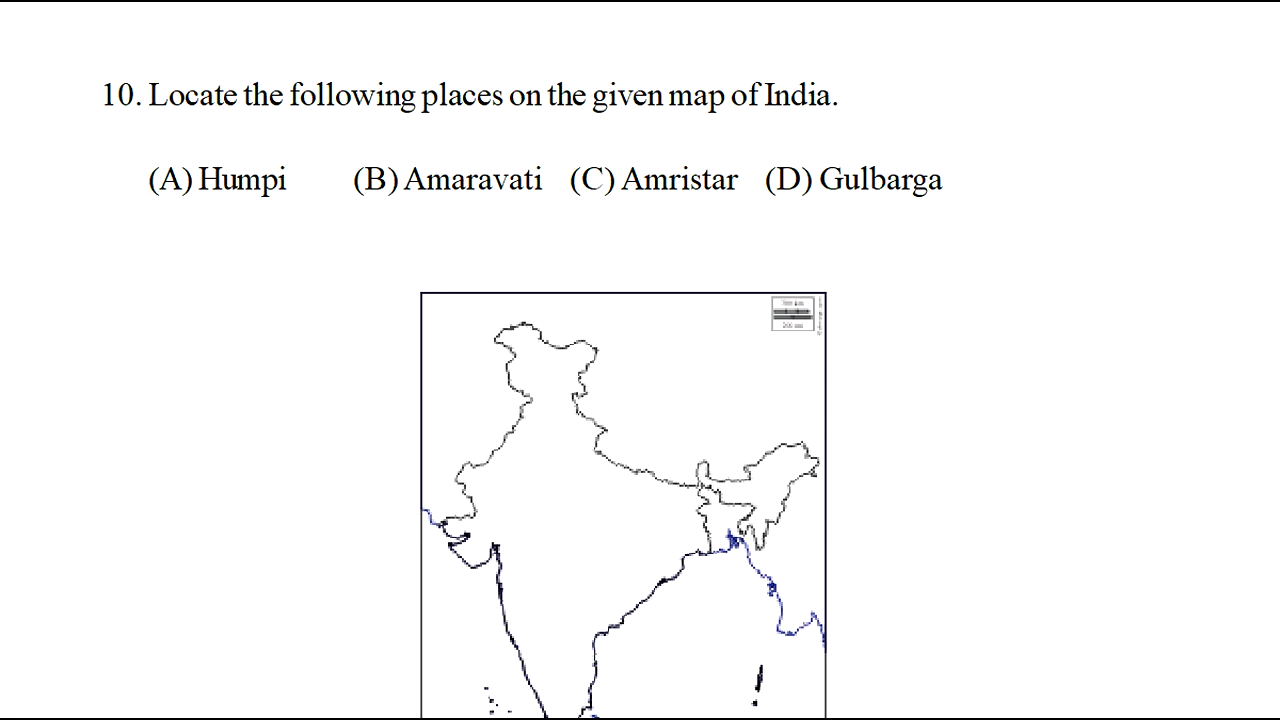 10. Locate the following places on the given map of India.
(A) Humpi (B) Amaravati (C) Amristar (D) Gulbarga